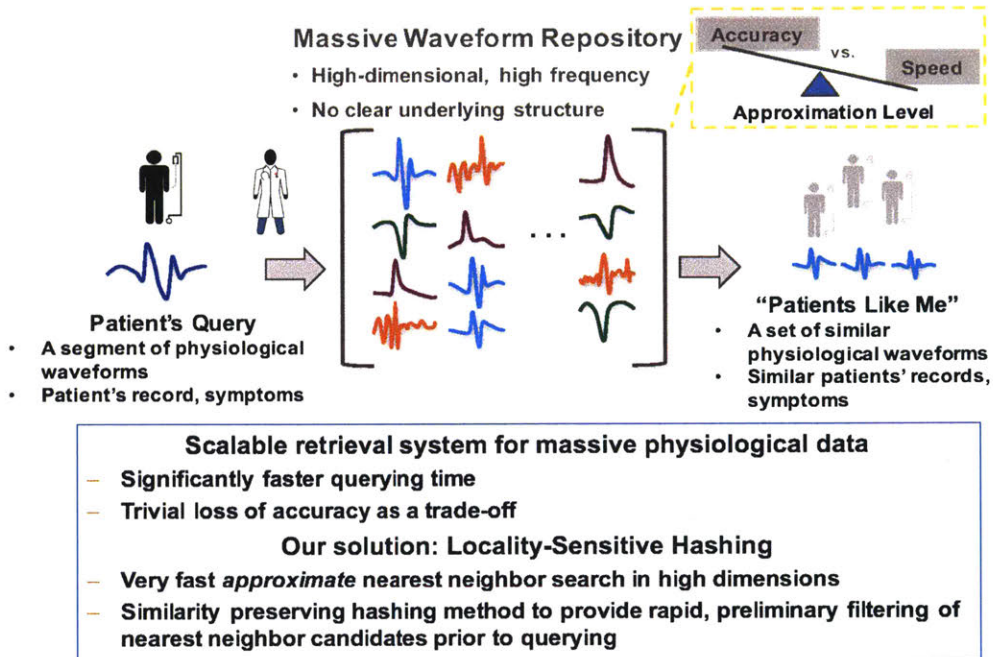 Massive Waveform Repository
• High-dimensional, high frequency
• No clear underlying structure
Accuracy
vs.
Speed
Approximation Level
. . .
Patient's Query
• A segment of physiological
waveforms
• Patient's record, symptoms
"Patients Like Me"
• A set of similar
physiological waveforms
• Similar patients' records,
symptoms
Scalable retrieval system for massive physiological data
– Significantly faster querying time
– Trivial loss of accuracy as a trade-off
Our solution: Locality-Sensitive Hashing
– Very fast approximate nearest neighbor search in high dimensions
– Similarity preserving hashing method to provide rapid, preliminary filtering of
nearest neighbor candidates prior to querying